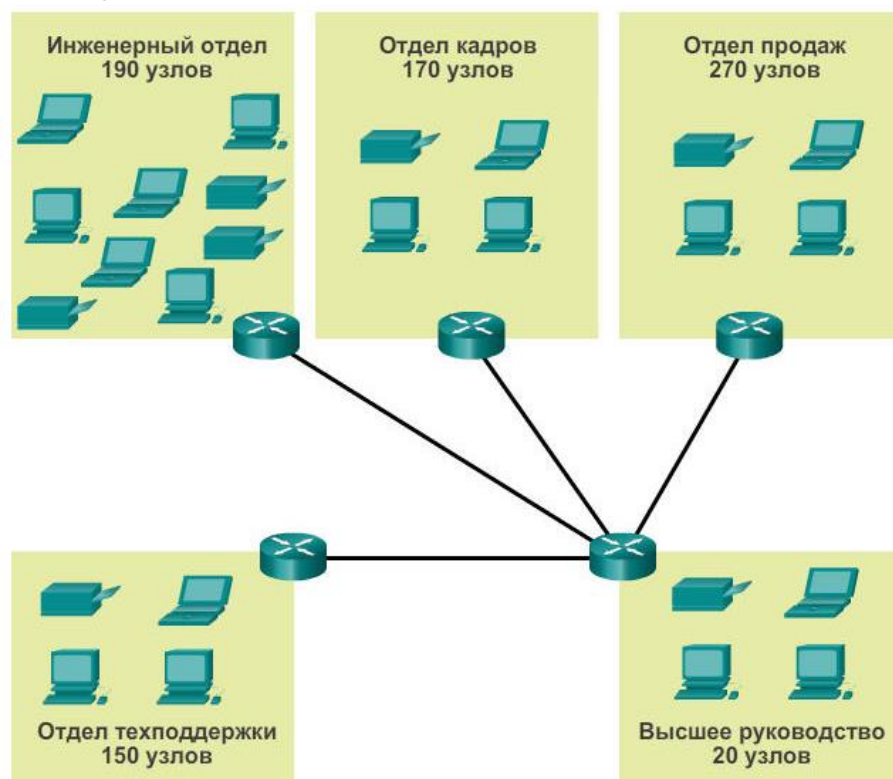 Инженерный отдел
190 узлов
Отдел кадров
170 узлов
Отдел продаж
270 узлов
Отдел техподдержки
150 узлов
Высшее руководство
20 узлов